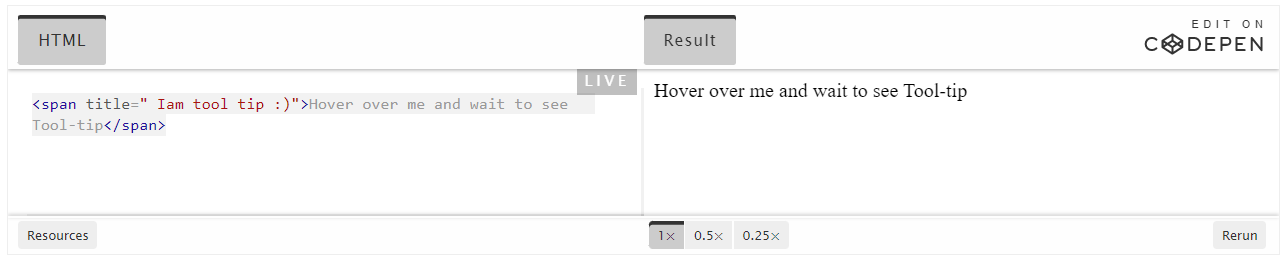 HTML
Result
EDIT ON
CODEPEN
LIVE
<span title=" Iam tool tip :)">Hover over me and wait to see
Tool-tip</span>
Hover over me and wait to see Tool-tip
Resources
1×
0.5×
0.25×
Rerun